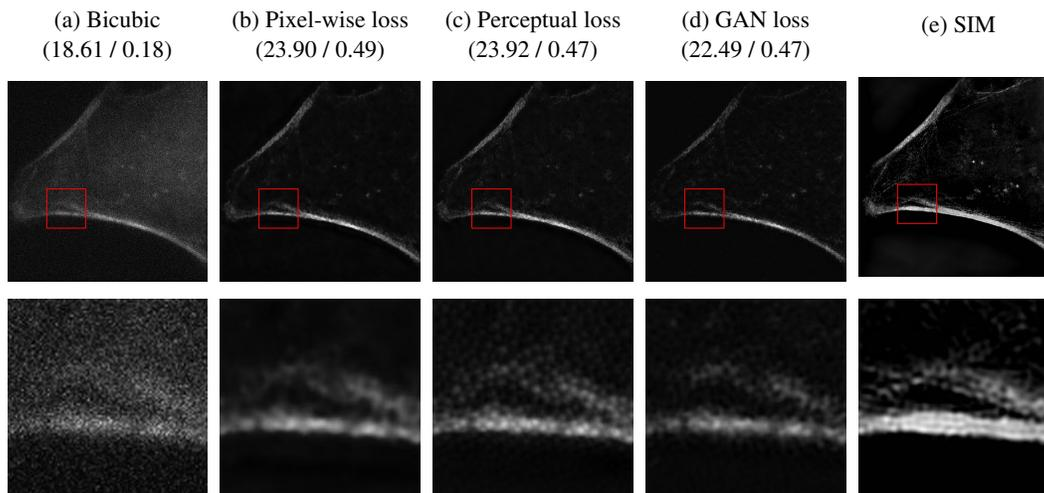 (a) Bicubic
(18.61 / 0.18)
(b) Pixel-wise loss
(23.90 / 0.49)
(c) Perceptual loss
(23.92 / 0.47)
(d) GAN loss
(22.49 / 0.47)
(e) SIM